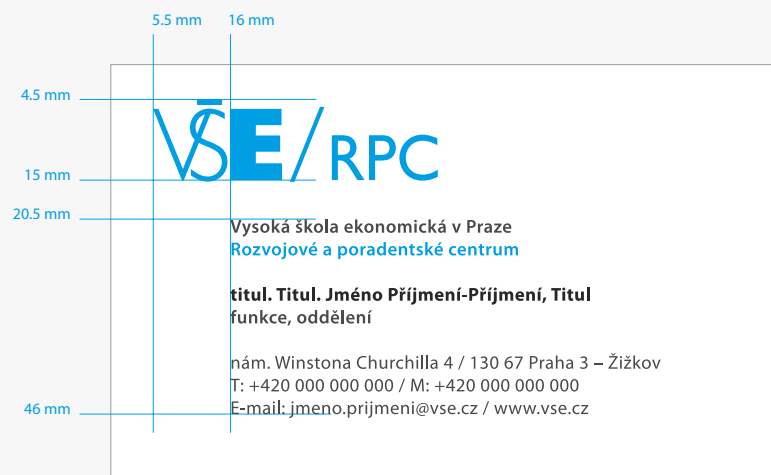 5.5 mm 16 mm
4.5 mm
VŠE/RPC
15 mm
20.5 mm
Vysoká škola ekonomická v Praze
Rozvojové a poradentské centrum
titul. Titul. Jméno Příjmení-Příjmení, Titul
funkce, oddělení
nám. Winstona Churchilla 4 / 130 67 Praha 3 – Žižkov
T: +420 000 000 000 / M: +420 000 000 000
46 mm
E-mail: jmeno.prijmeni@vse.cz / www.vse.cz